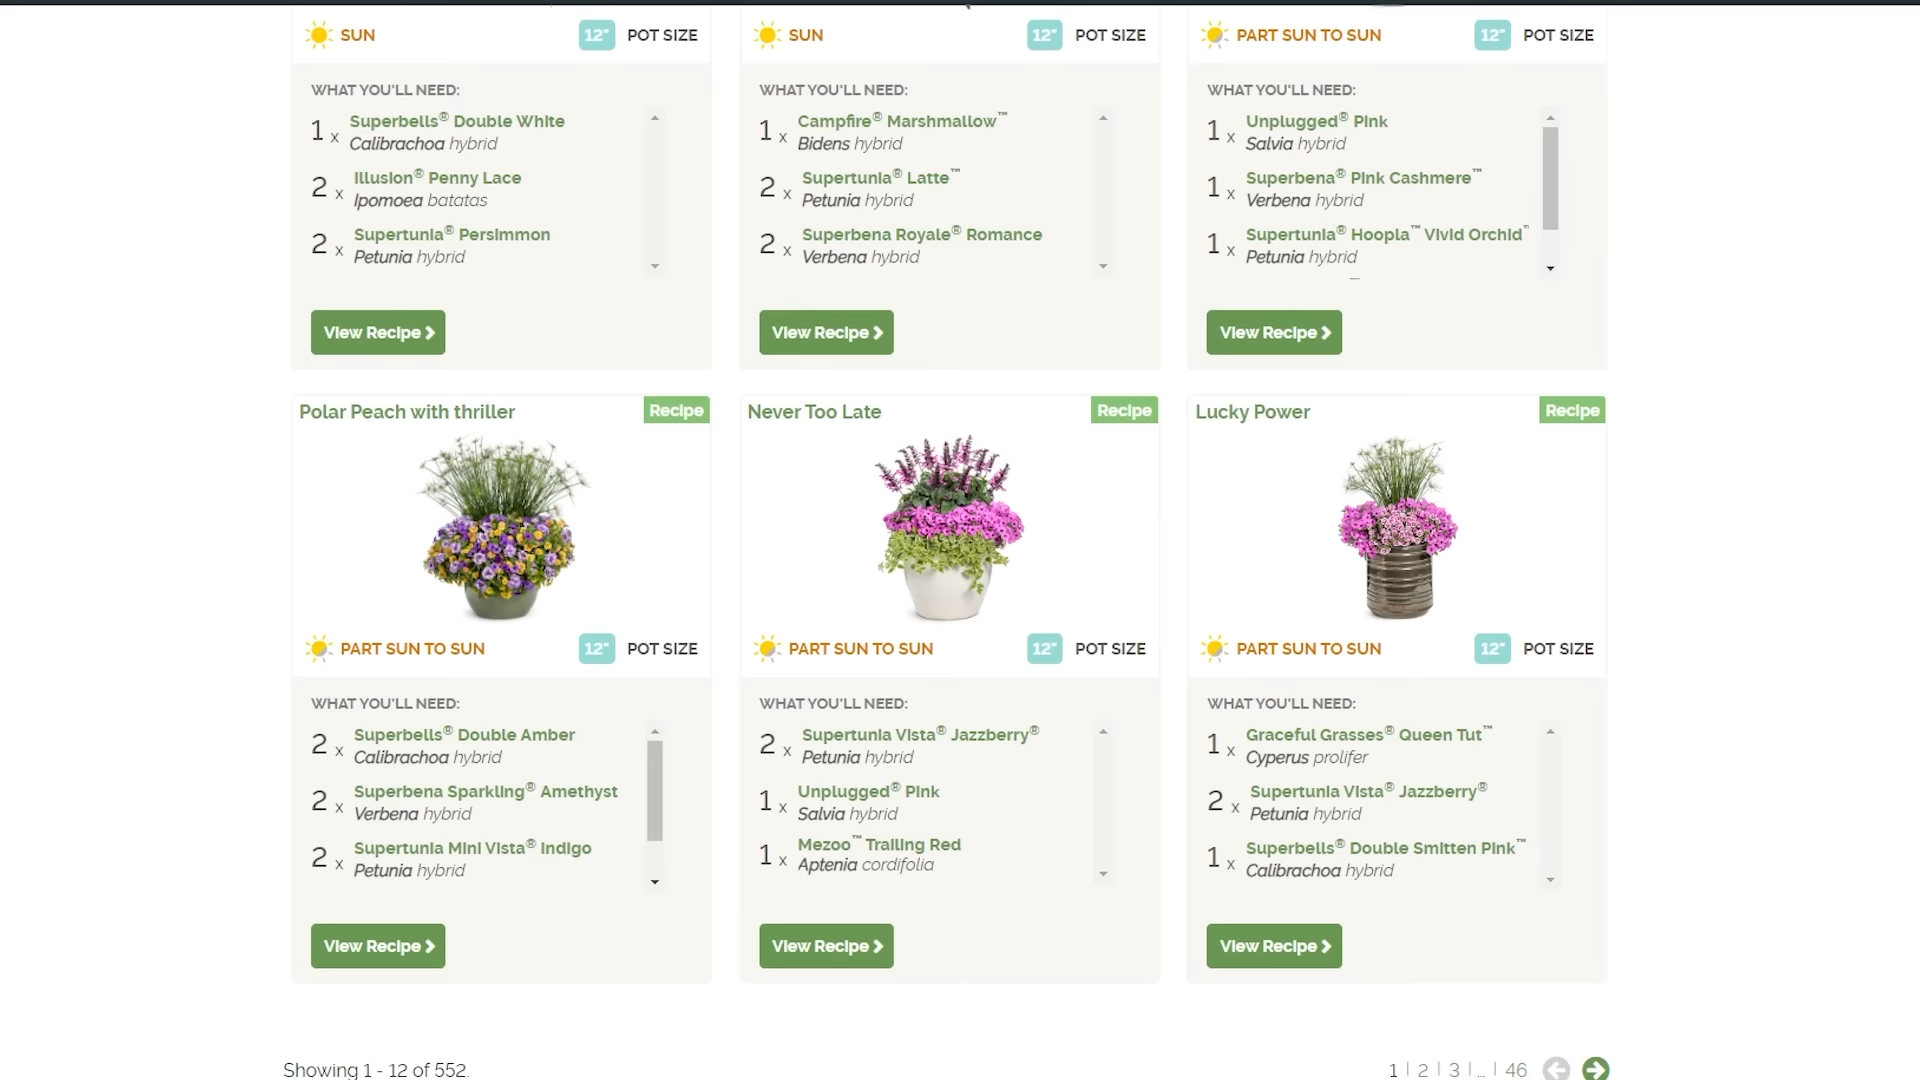 SUN 12" POT SIZE
WHAT YOU'LL NEED:
1 x Superbells® Double White
Calibrachoa hybrid
2 x Illusion® Penny Lace
Ipomoea batatas
2 x Supertunia® Persimmon
Petunia hybrid
View Recipe
SUN 12" POT SIZE
WHAT YOU'LL NEED:
1 x Campfire® Marshmallow™
Bidens hybrid
2 x Supertunia® Latte™
Petunia hybrid
2 x Superbena Royale® Romance
Verbena hybrid
View Recipe
PART SUN TO SUN 12" POT SIZE
WHAT YOU'LL NEED:
1 x Unplugged® Pink
Salvia hybrid
1 x Superbena® Pink Cashmere™
Verbena hybrid
1 x Supertunia® Hoopla™ Vivid Orchid
Petunia hybrid
View Recipe
Polar Peach with thriller Recipe
PART SUN TO SUN 12" POT SIZE
WHAT YOU'LL NEED:
2 x Superbells® Double Amber
Calibrachoa hybrid
2 x Superbena Sparkling® Amethyst
Verbena hybrid
2 x Supertunia Mini Vista® Indigo
Petunia hybrid
View Recipe
Never Too Late Recipe
PART SUN TO SUN 12" POT SIZE
WHAT YOU'LL NEED:
2 x Supertunia Vista® Jazzberry®
Petunia hybrid
1 x Unplugged® Pink
Salvia hybrid
1 x Mezoo™ Trailing Red
Aptenia cordifolia
View Recipe
Lucky Power Recipe
PART SUN TO SUN 12" POT SIZE
WHAT YOU'LL NEED:
1 x Graceful Grasses® Queen Tut™
Cyperus prolifer
2 x Supertunia Vista® Jazzberry®
Petunia hybrid
1 x Superbells® Double Smitten Pink™
Calibrachoa hybrid
View Recipe
Showing 1 - 12 of 552.
1 | 2 | 3 | ... | 46